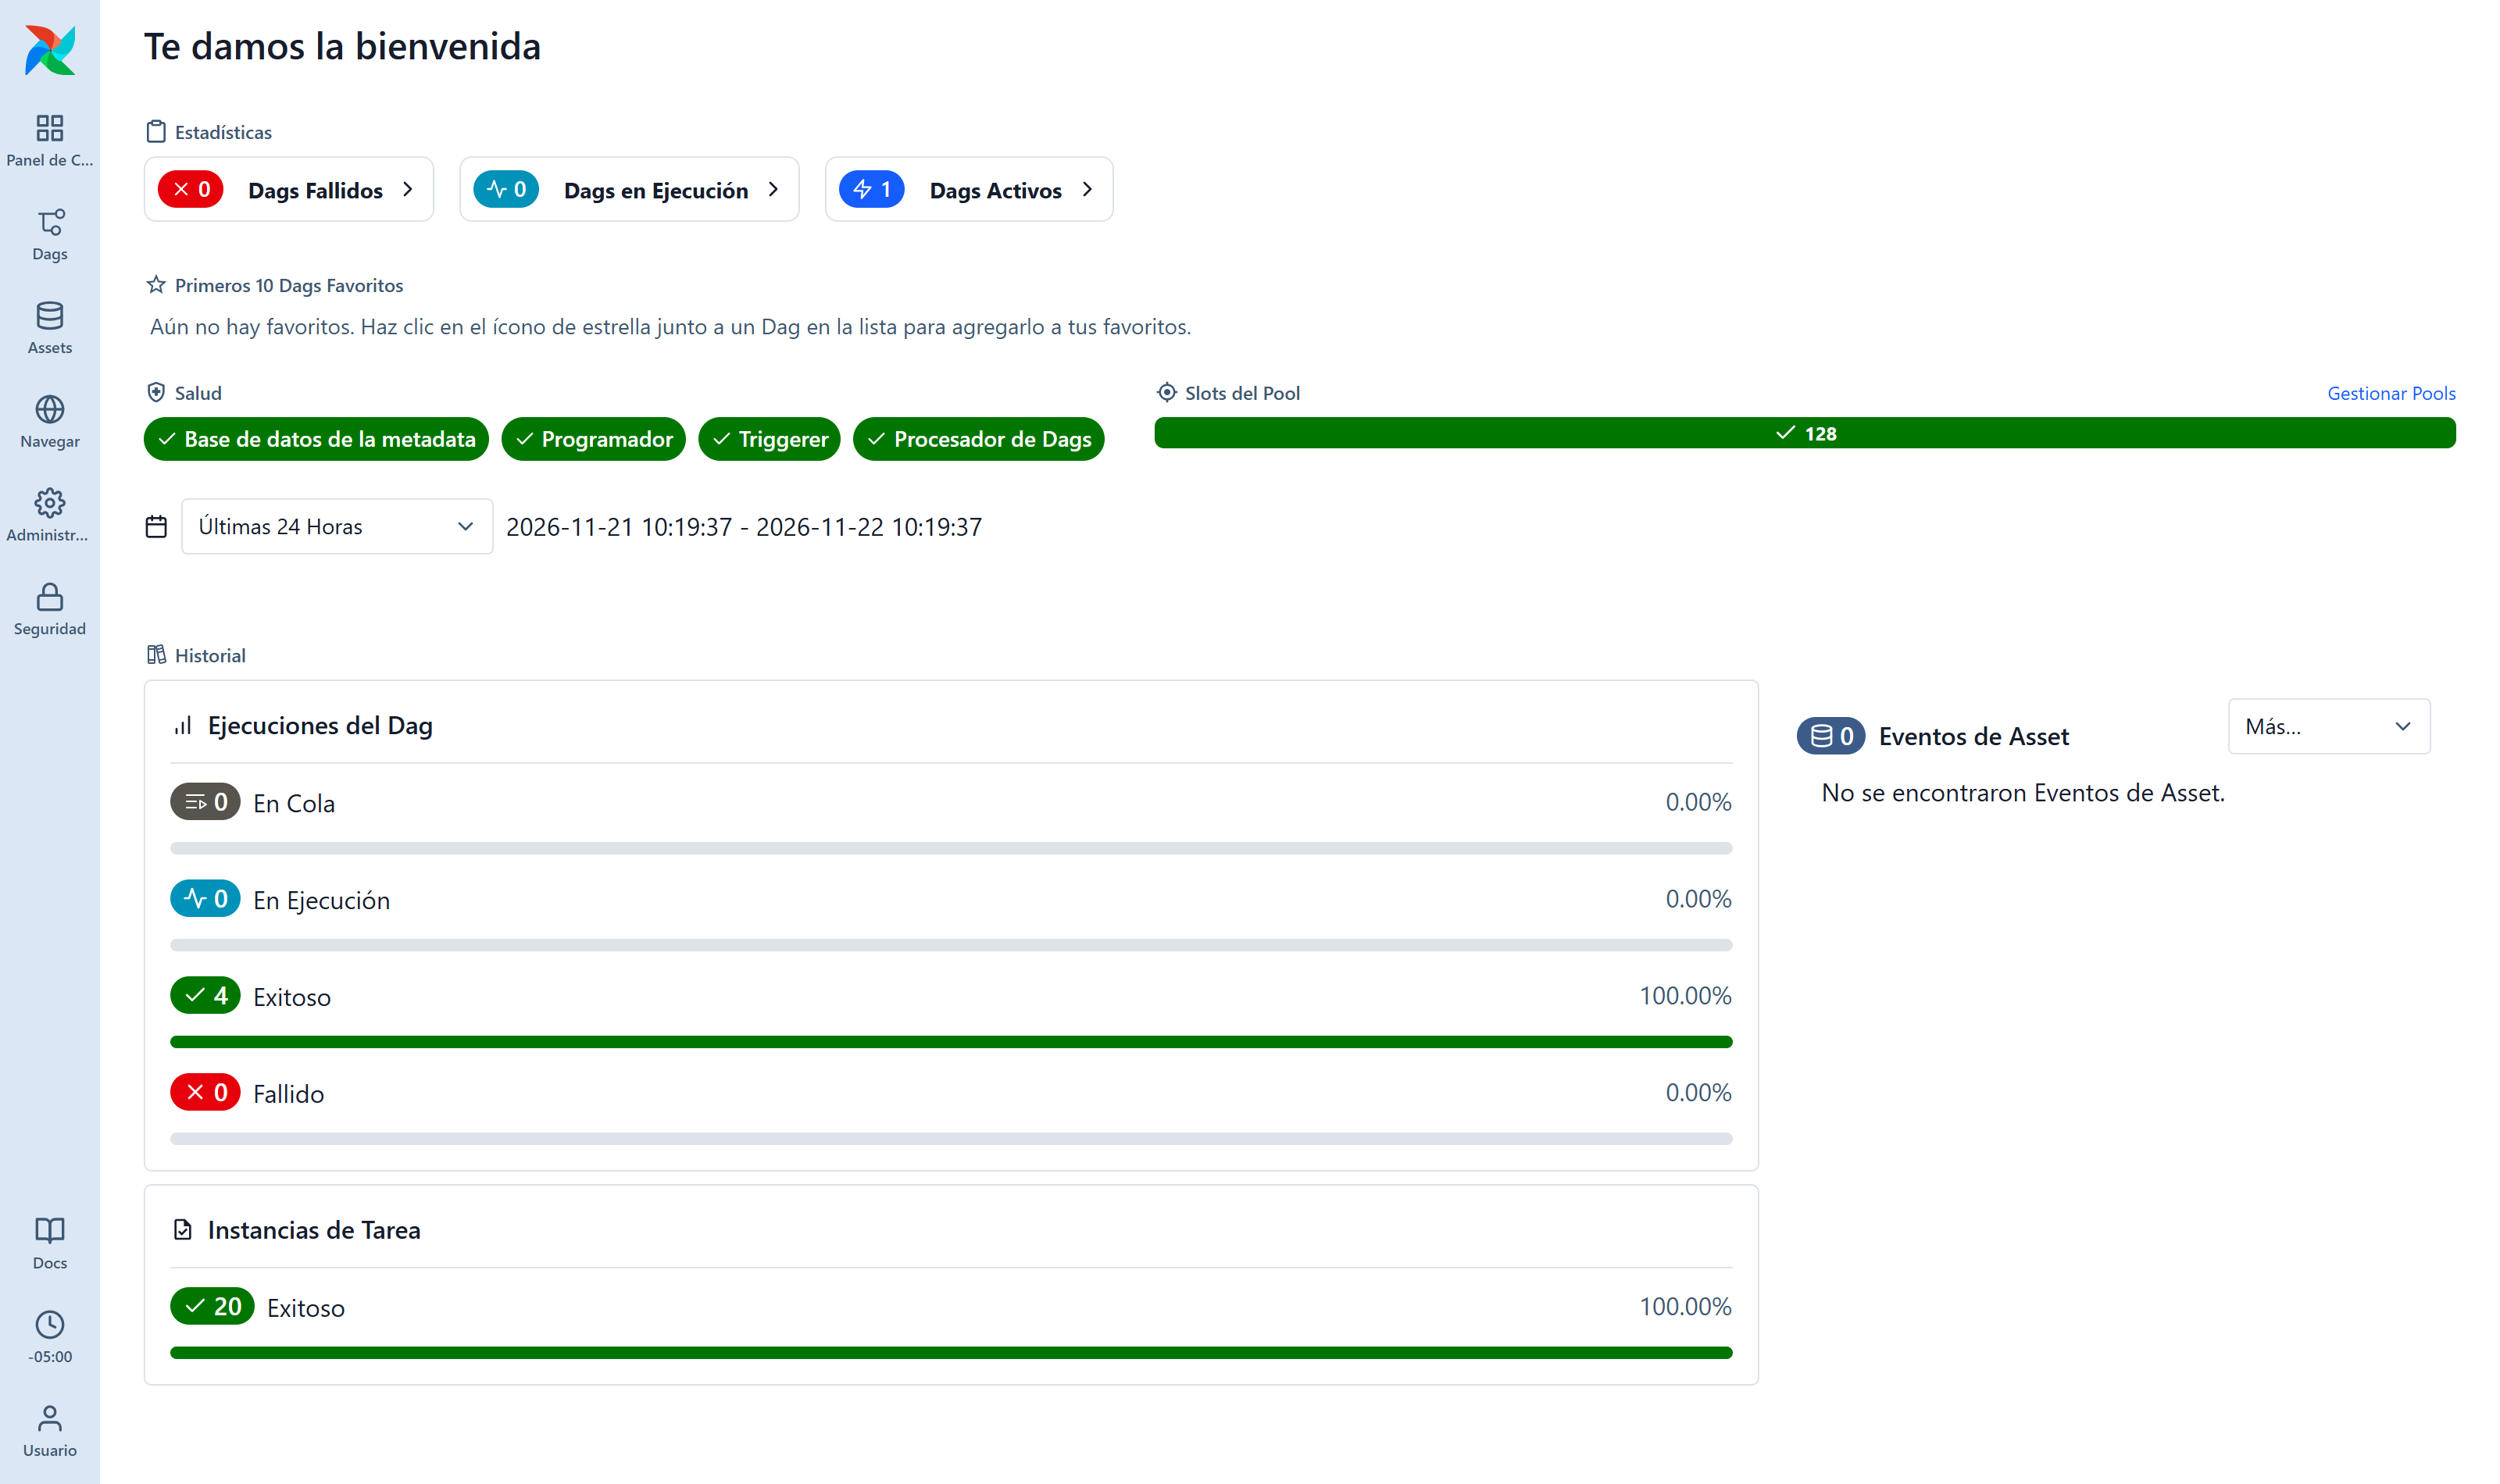 Te damos la bienvenida
Panel de C...
Dags
Assets
Navegar
Administr...
Seguridad
Docs
-05:00
Usuario
Estadísticas
0 Dags Fallidos
0 Dags en Ejecución
1 Dags Activos
Primeros 10 Dags Favoritos
Aún no hay favoritos. Haz clic en el ícono de estrella junto a un Dag en la lista para agregarlo a tus favoritos.
Salud
Base de datos de la metadata
Programador
Triggerer
Procesador de Dags
Slots del Pool
Gestionar Pools
128
Últimas 24 Horas
2026-11-21 10:19:37 - 2026-11-22 10:19:37
Historial
Ejecuciones del Dag
0 En Cola 0.00%
0 En Ejecución 0.00%
4 Exitoso 100.00%
0 Fallido 0.00%
Instancias de Tarea
20 Exitoso 100.00%
0 Eventos de Asset
Más...
No se encontraron Eventos de Asset.